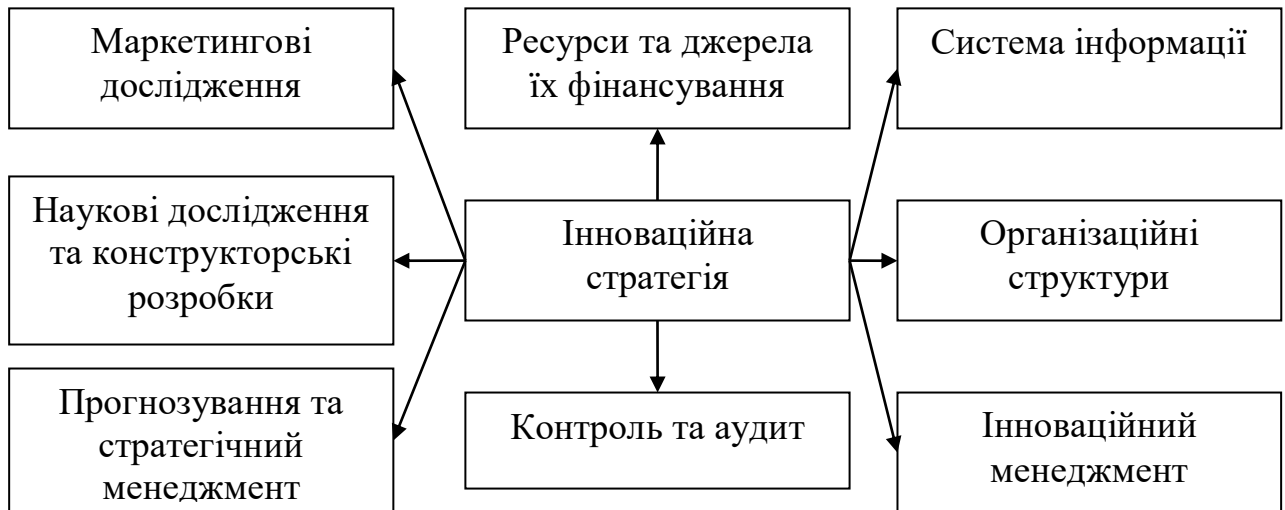 Маркетингові
дослідження
Ресурси та джерела
їх фінансування
Система інформації
Наукові дослідження
та конструкторські
розробки
Інноваційна
стратегія
Організаційні
структури
Прогнозування та
стратегічний
менеджмент
Контроль та аудит
Інноваційний
менеджмент